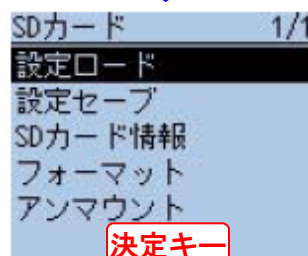 SDカード 1/1
設定ロード
設定セーブ
SDカード情報
フォーマット
アンマウント
決定キー